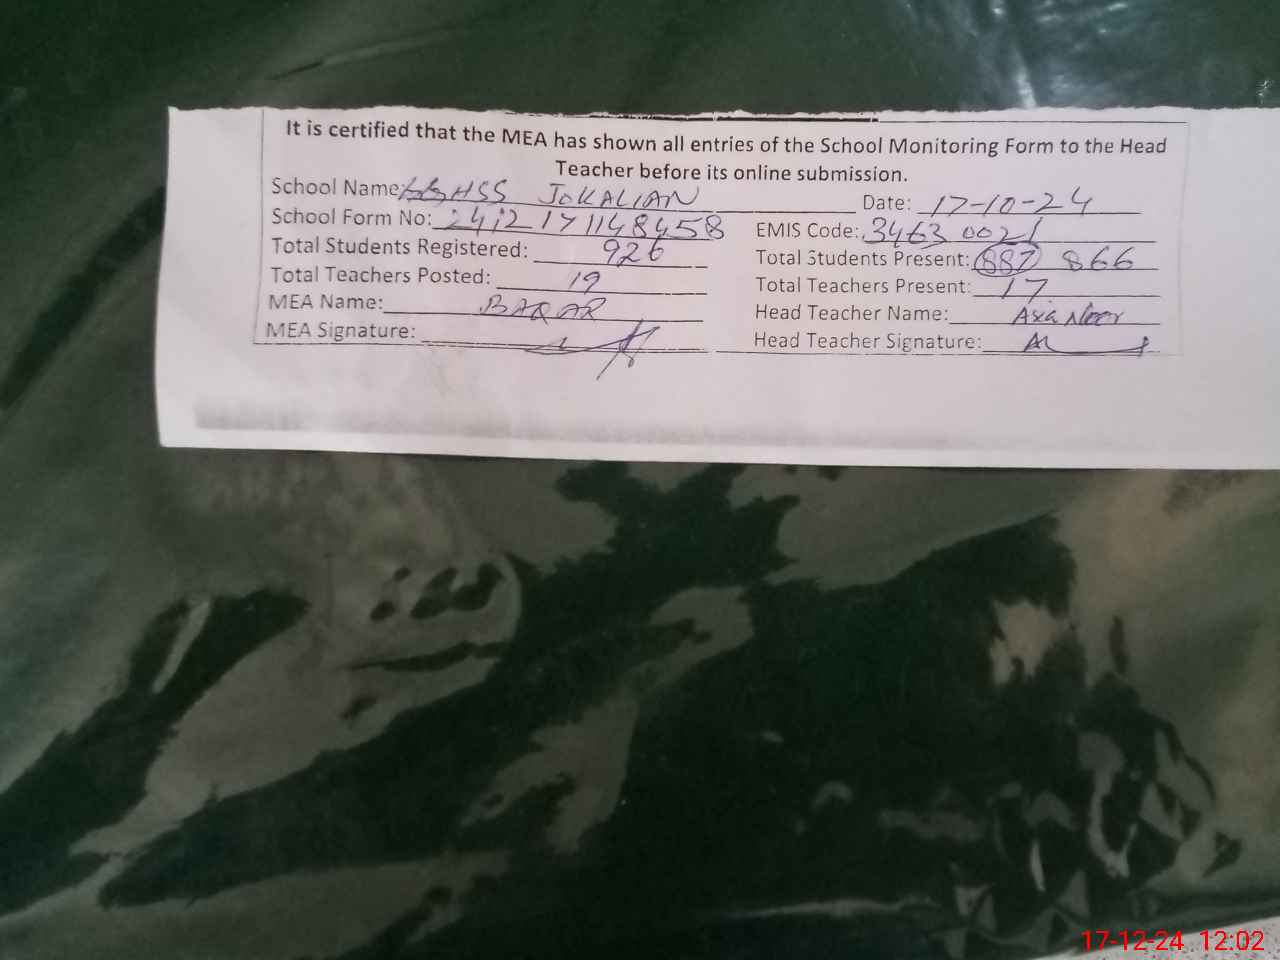 It is certified that the MEA has shown all entries of the School Monitoring Form to the Head
Teacher before its online submission.
School Name: GGHSS JOKALIAN Date: 17-10-24
School Form No: 2412171148458 EMIS Code: 34630021
Total Students Registered: 926 Total Students Present: 887 866
Total Teachers Posted: 19 Total Teachers Present: 17
MEA Name: BAQAR Head Teacher Name: Asia Noor
MEA Signature: Head Teacher Signature:
17-12-24 12:02